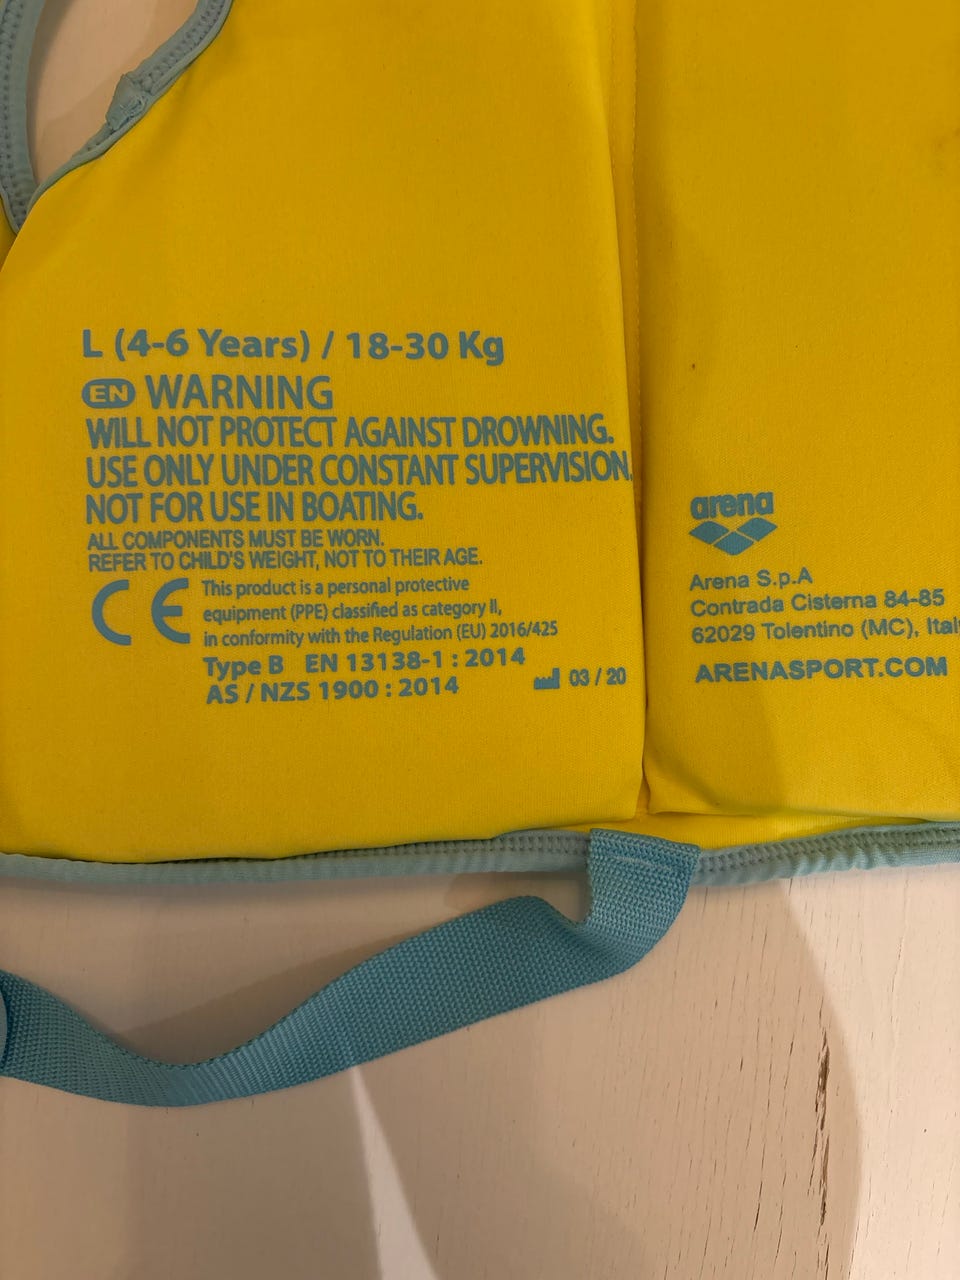 L (4-6 Years) / 18-30 Kg
EN WARNING
WILL NOT PROTECT AGAINST DROWNING.
USE ONLY UNDER CONSTANT SUPERVISION.
NOT FOR USE IN BOATING.
ALL COMPONENTS MUST BE WORN.
REFER TO CHILD'S WEIGHT, NOT TO THEIR AGE.
CE This product is a personal protective
equipment (PPE) classified as category II,
in conformity with the Regulation (EU) 2016/425
Type B EN 13138-1 : 2014
AS / NZS 1900 : 2014
03 / 20
arena
Arena S.p.A
Contrada Cisterna 84-85
62029 Tolentino (MC), Italy
ARENASPORT.COM